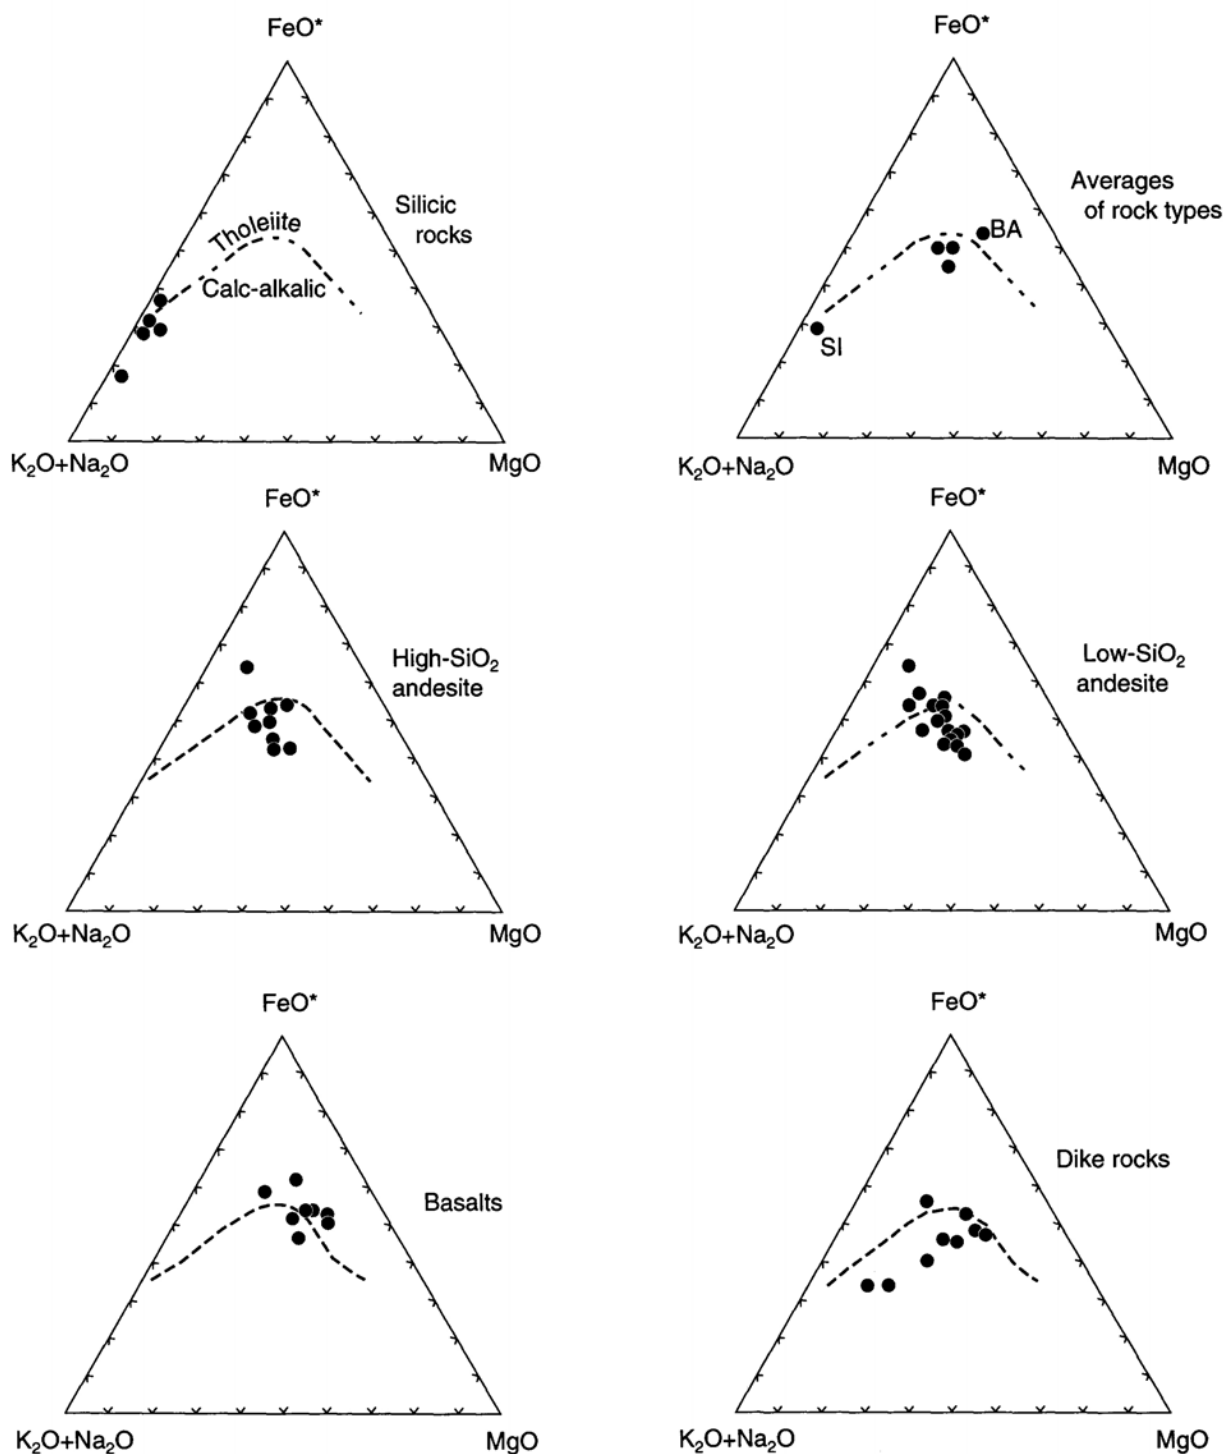 FeO*
Silicic
rocks
Tholeiite
Calc-alkalic
K₂O+Na₂O
MgO
FeO*
Averages
of rock types
BA
SI
K₂O+Na₂O
MgO
FeO*
High-SiO₂
andesite
K₂O+Na₂O
MgO
FeO*
Low-SiO₂
andesite
K₂O+Na₂O
MgO
FeO*
Basalts
K₂O+Na₂O
MgO
FeO*
Dike rocks
K₂O+Na₂O
MgO